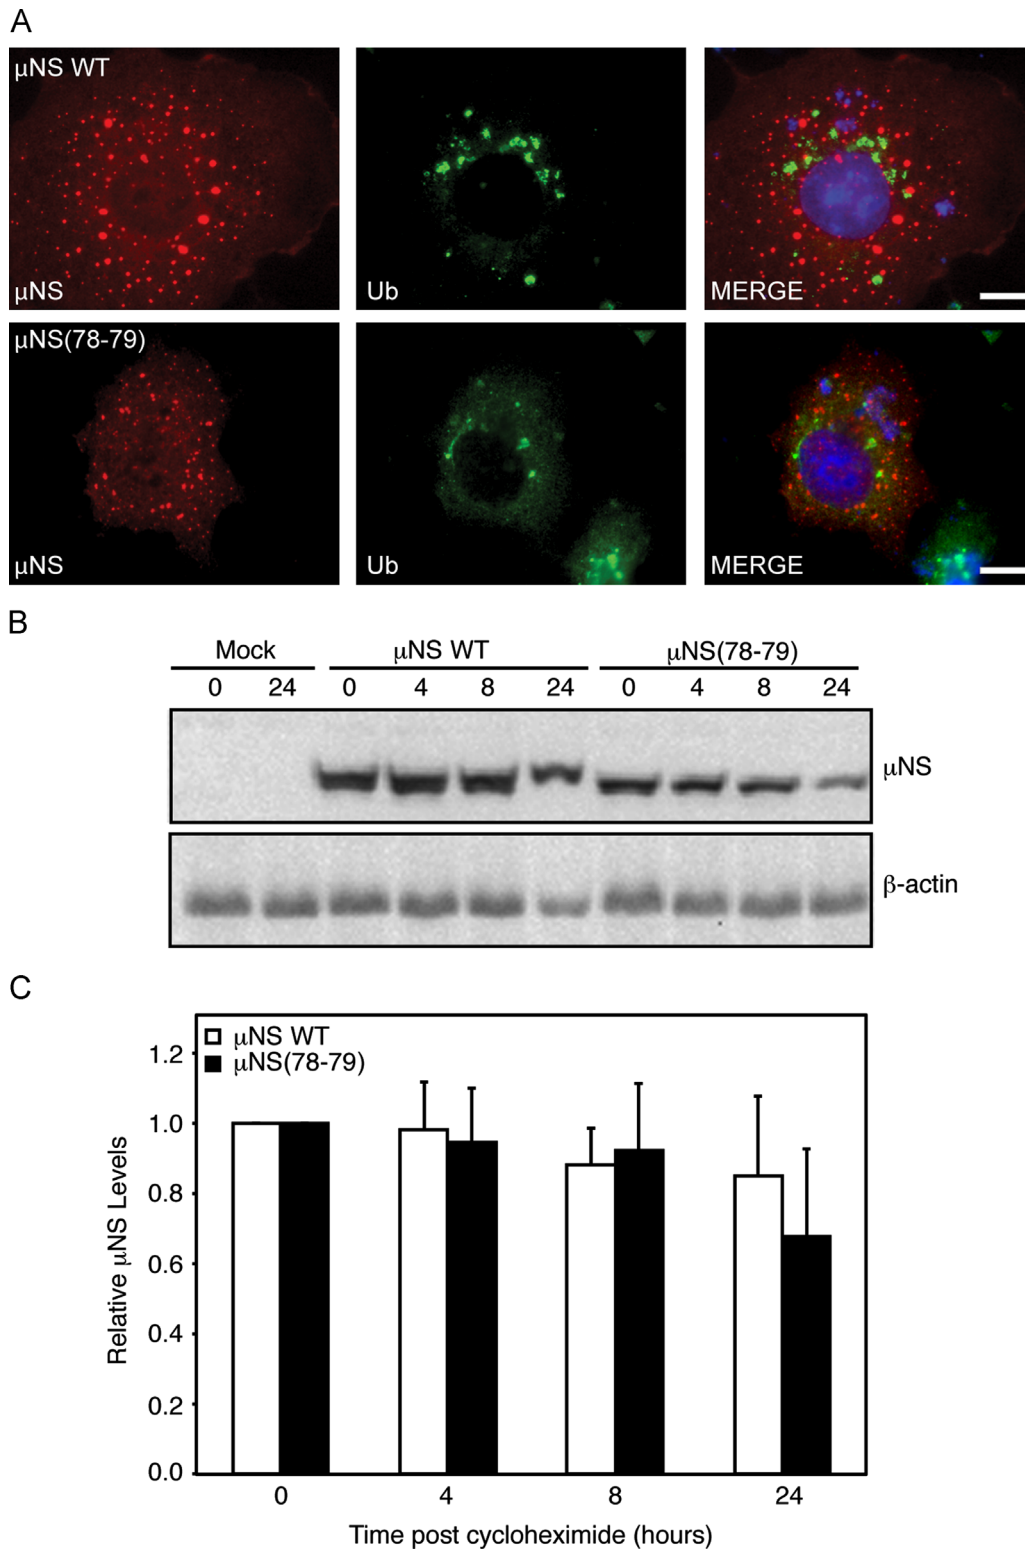 A
μNS WT
μNS
Ub
MERGE
μNS(78-79)
μNS
Ub
MERGE
B
Mock μNS WT μNS(78-79)
0 24 0 4 8 24 0 4 8 24
μNS
β-actin
C
μNS WT
μNS(78-79)
1.2
1.0
0.8
0.6
0.4
0.2
0.0
Relative μNS Levels
0 4 8 24
Time post cycloheximide (hours)